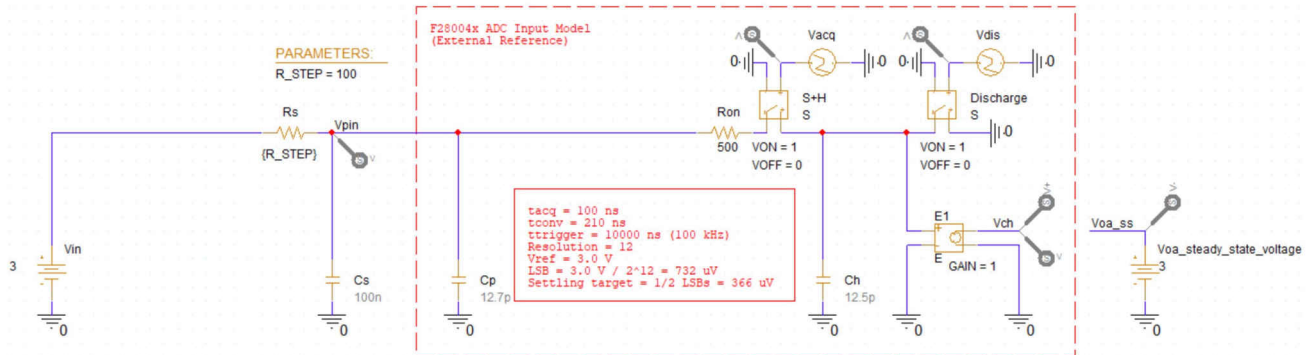 F28004x ADC Input Model
(External Reference)
Vacq
Vdis
PARAMETERS:
R_STEP = 100
0
0
0
0
Rs
Vpin
{R_STEP}
Ron
500
S+H
S
VON = 1
VOFF = 0
Discharge
S
0
VON = 1
VOFF = 0
tacq = 100 ns
tconv = 210 ns
ttrigger = 10000 ns (100 kHz)
Resolution = 12
Vref = 3.0 V
LSB = 3.0 V / 2^12 = 732 uV
Settling target = 1/2 LSBs = 366 uV
E1
E
GAIN = 1
Vch
Voa_ss
Voa_steady_state_voltage
3
Vin
3
Cs
100n
Cp
12.7p
Ch
12.5p
0
0
0
0
0
0
0